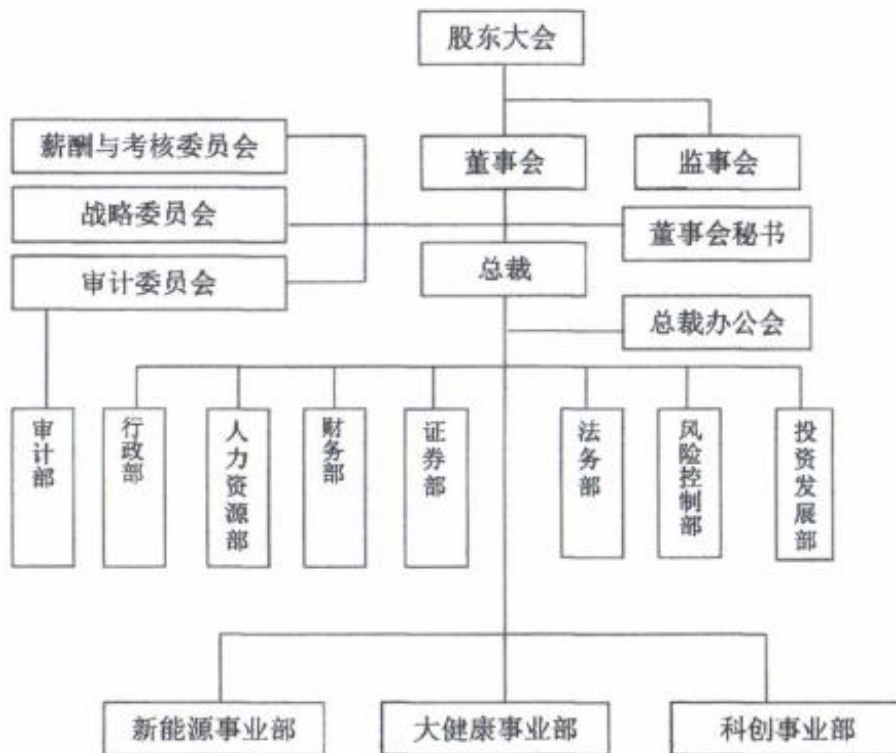 股东大会
薪酬与考核委员会
董事会
监事会
战略委员会
董事会秘书
审计委员会
总裁
总裁办公会
审计部
行政部
人力资源部
财务部
证券部
法务部
风险控制部
投资发展部
新能源事业部
大健康事业部
科创事业部